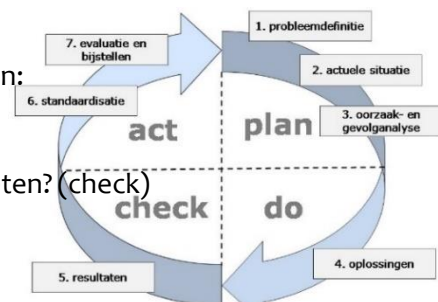 1. probleemdefinitie
7. evaluatie en
bijstellen
n:
2. actuele situatie
6. standaardisatie
3. oorzaak- en
gevolganalyse
act plan
ten? (check)
check do
4. oplossingen
5. resultaten